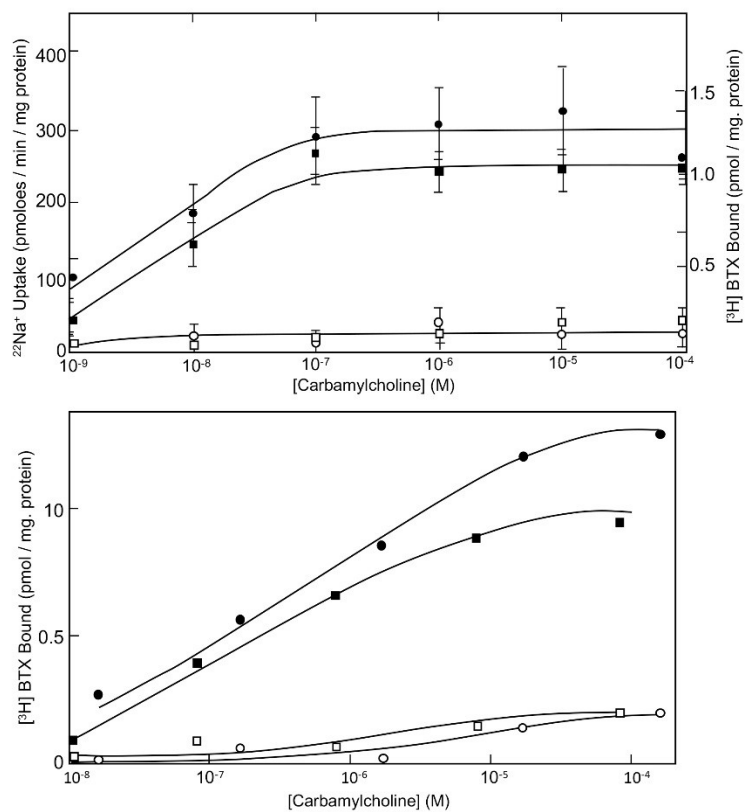 400
300
200
100
0
²²Na⁺ Uptake (pmoloes / min / mg protein)
1.5
1.0
0.5
[³H] BTX Bound (pmol / mg. protein)
10⁻⁹ 10⁻⁸ 10⁻⁷ 10⁻⁶ 10⁻⁵ 10⁻⁴
[Carbamylcholine] (M)
10
0.5
0
[³H] BTX Bound (pmol / mg. protein)
10⁻⁸ 10⁻⁷ 10⁻⁶ 10⁻⁵ 10⁻⁴
[Carbamylcholine] (M)